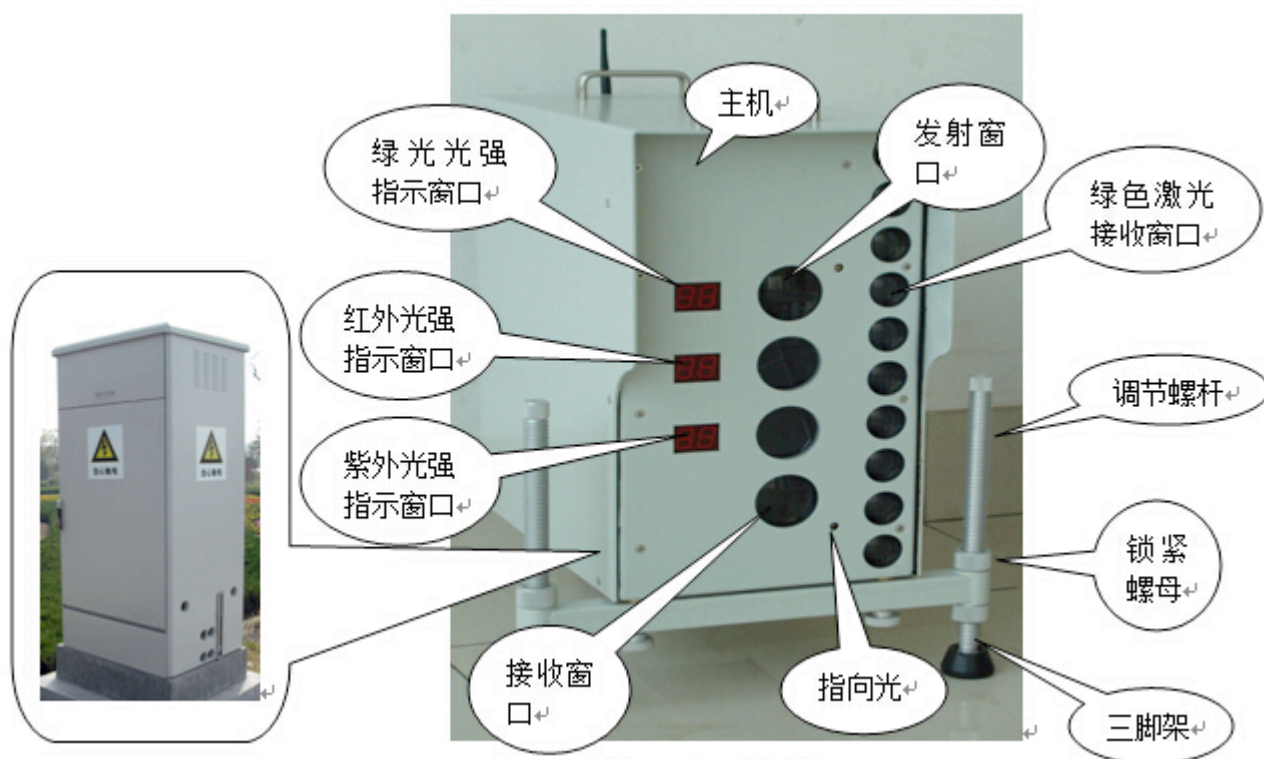 主机
发射窗
口
绿光光强
指示窗口
绿色激光
接收窗口
红外光强
指示窗口
调节螺杆
紫外光强
指示窗口
锁紧
螺母
接收窗
口
指向光
三脚架